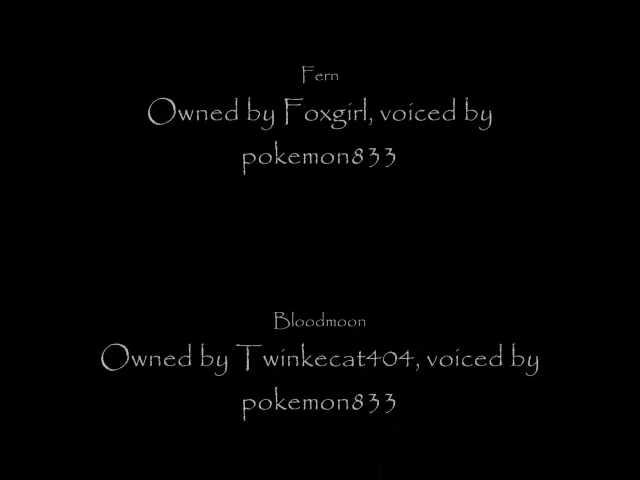 Fern
Owned by Foxgirl, voiced by
pokemon833
Bloodmoon
Owned by Twinkecat404, voiced by
pokemon833